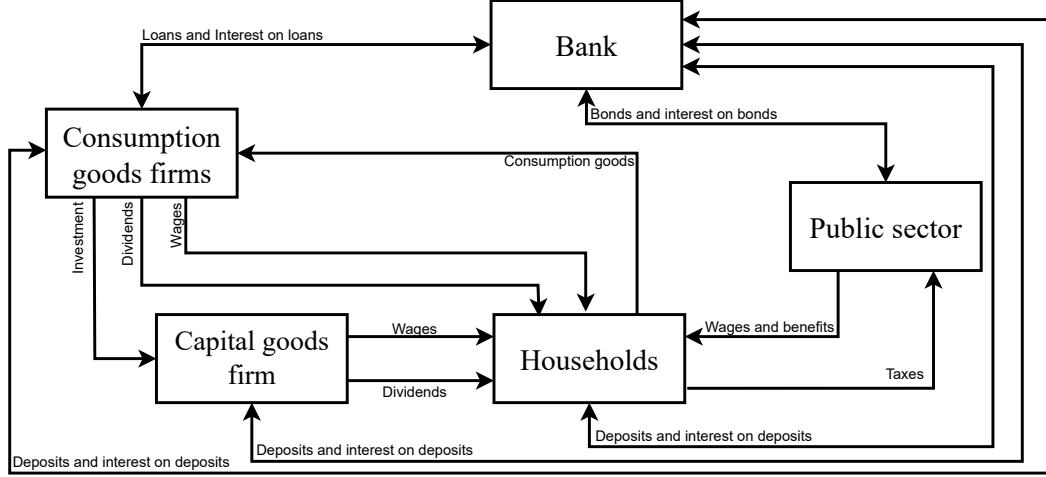 Loans and Interest on loans
Bank
Bonds and interest on bonds
Consumption
goods firms
Consumption goods
Public sector
Investment
Dividends
Wages
Capital goods
firm
Wages
Dividends
Households
Wages and benefits
Taxes
Deposits and interest on deposits
Deposits and interest on deposits
Deposits and interest on deposits